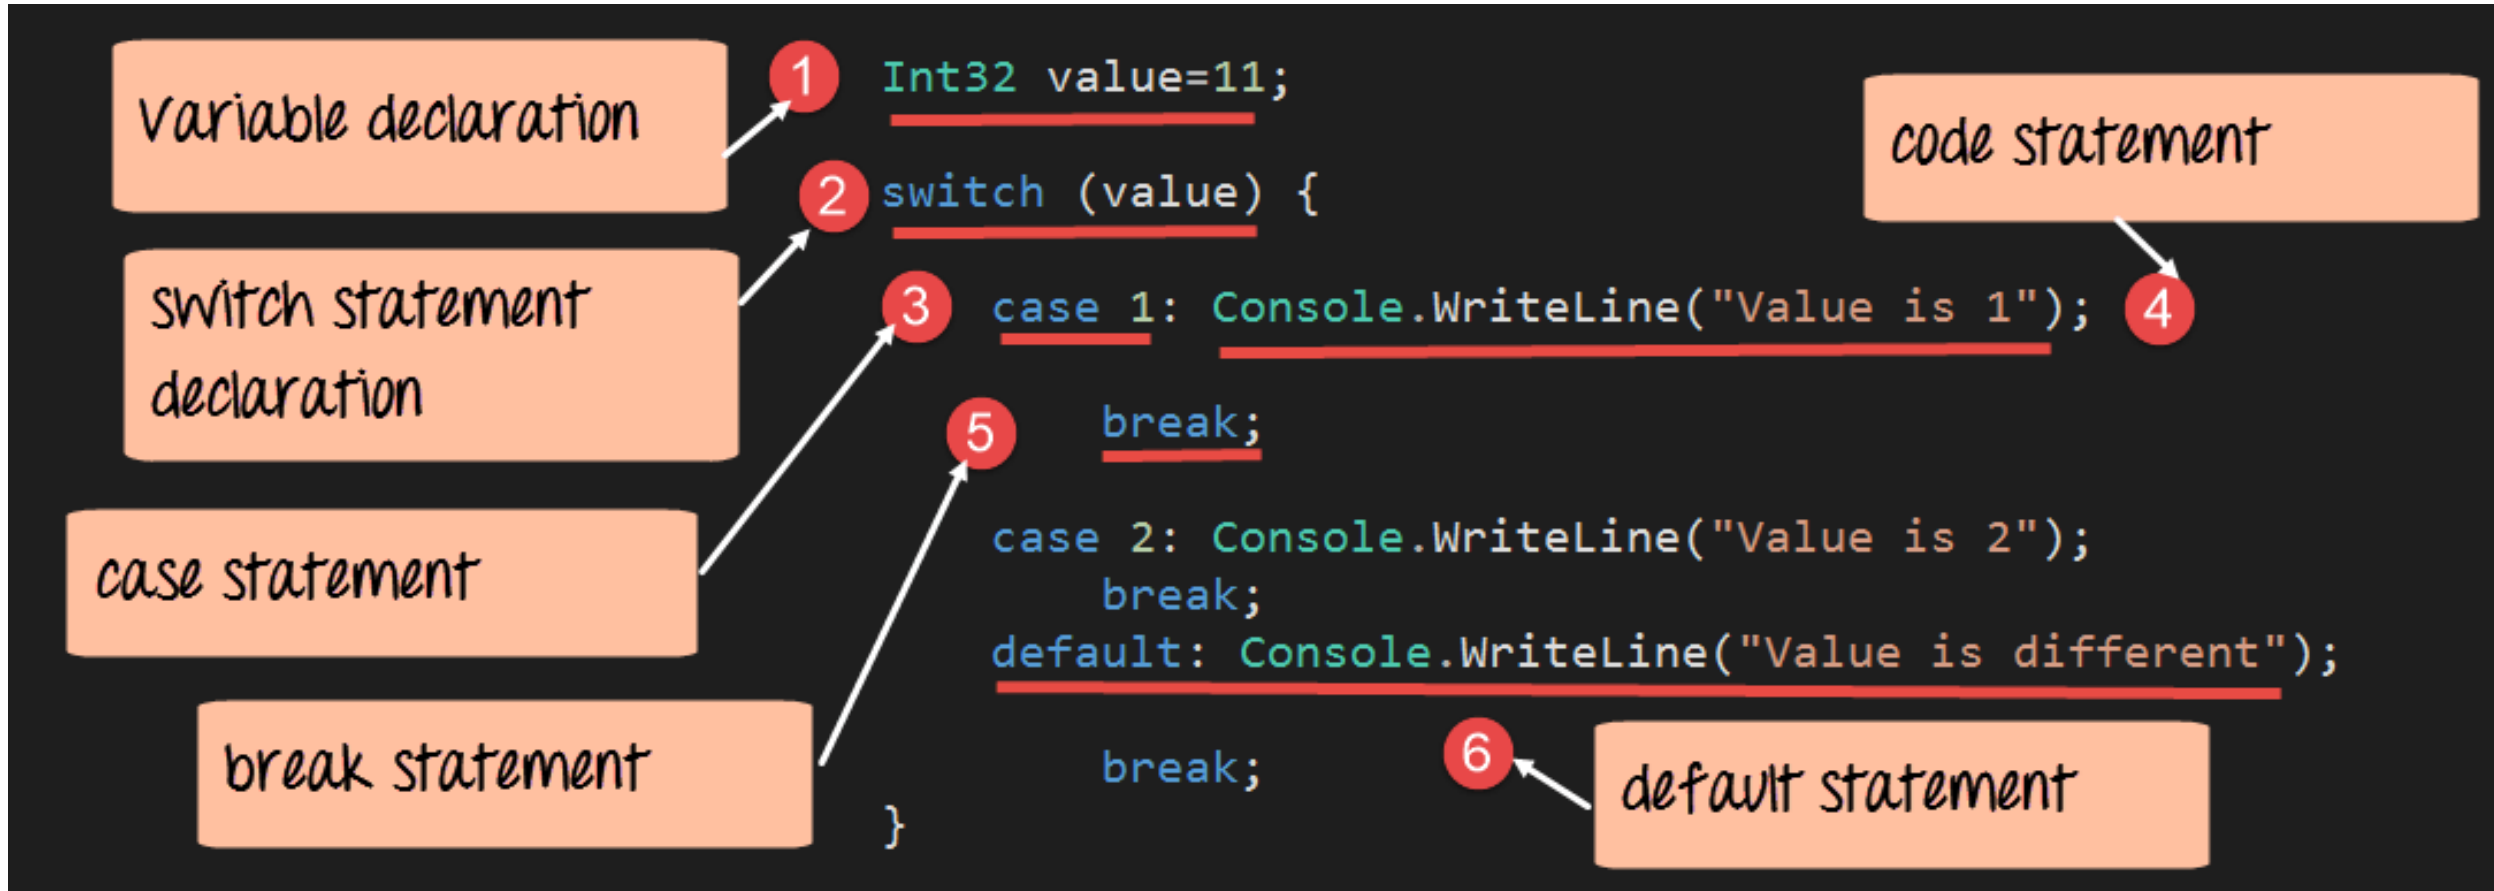 Variable declaration
1
Int32 value=11;
code statement
2
switch (value) {
switch statement
declaration
3
case 1: Console.WriteLine("Value is 1");
4
5
break;
case statement
case 2: Console.WriteLine("Value is 2");
break;
default: Console.WriteLine("Value is different");
break statement
break;
6
default statement
}